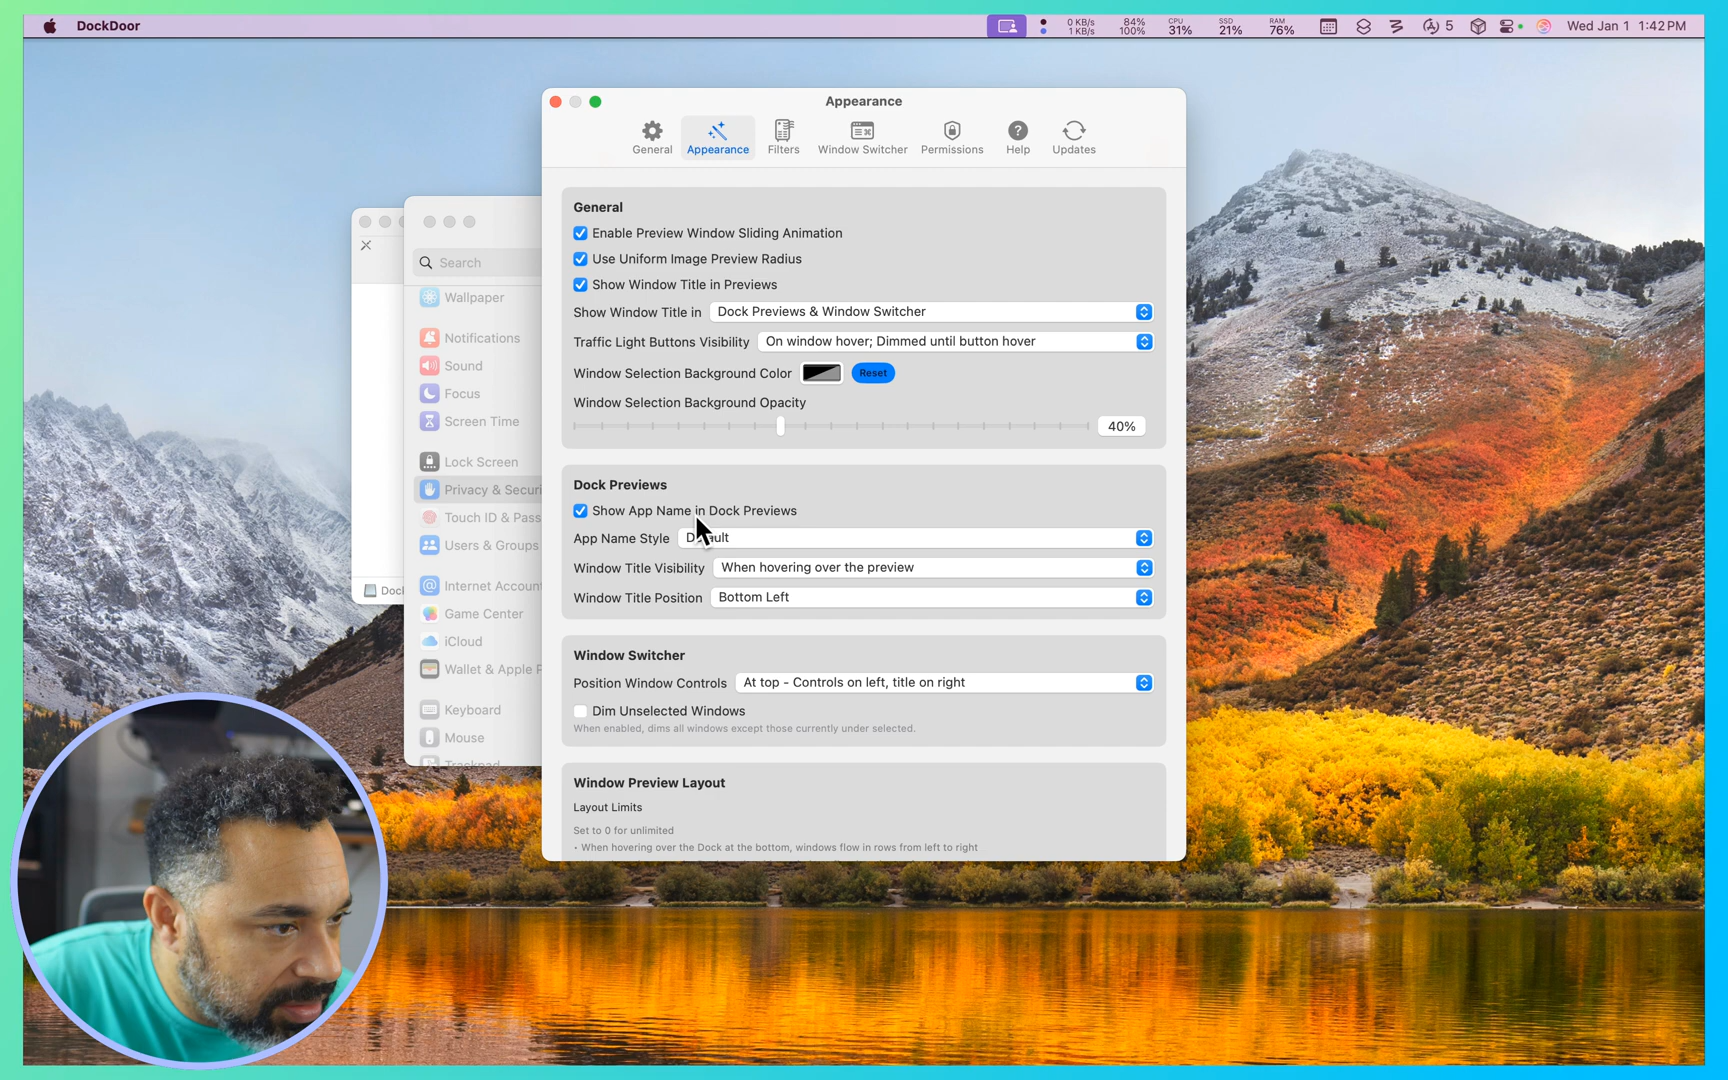 DockDoor
0 KB/s
1 KB/s
84%
100%
CPU
31%
SSD
21%
RAM
76%
5
Wed Jan 1 1:42 PM
Appearance
General
Appearance
Filters
Window Switcher
Permissions
Help
Updates
General
Enable Preview Window Sliding Animation
Use Uniform Image Preview Radius
Show Window Title in Previews
Show Window Title in Dock Previews & Window Switcher
Traffic Light Buttons Visibility On window hover; Dimmed until button hover
Window Selection Background Color Reset
Window Selection Background Opacity
40%
Dock Previews
Show App Name in Dock Previews
App Name Style
Window Title Visibility When hovering over the preview
Window Title Position Bottom Left
Window Switcher
Position Window Controls At top - Controls on left, title on right
Dim Unselected Windows
When enabled, dims all windows except those currently under selected.
Window Preview Layout
Layout Limits
Set to 0 for unlimited
• When hovering over the Dock at the bottom, windows flow in rows from left to right
Search
Wallpaper
Notifications
Sound
Focus
Screen Time
Lock Screen
Privacy & Securi
Touch ID & Pass
Users & Groups
Internet Account
Game Center
iCloud
Wallet & Apple P
Keyboard
Mouse
Trackpad
Dock